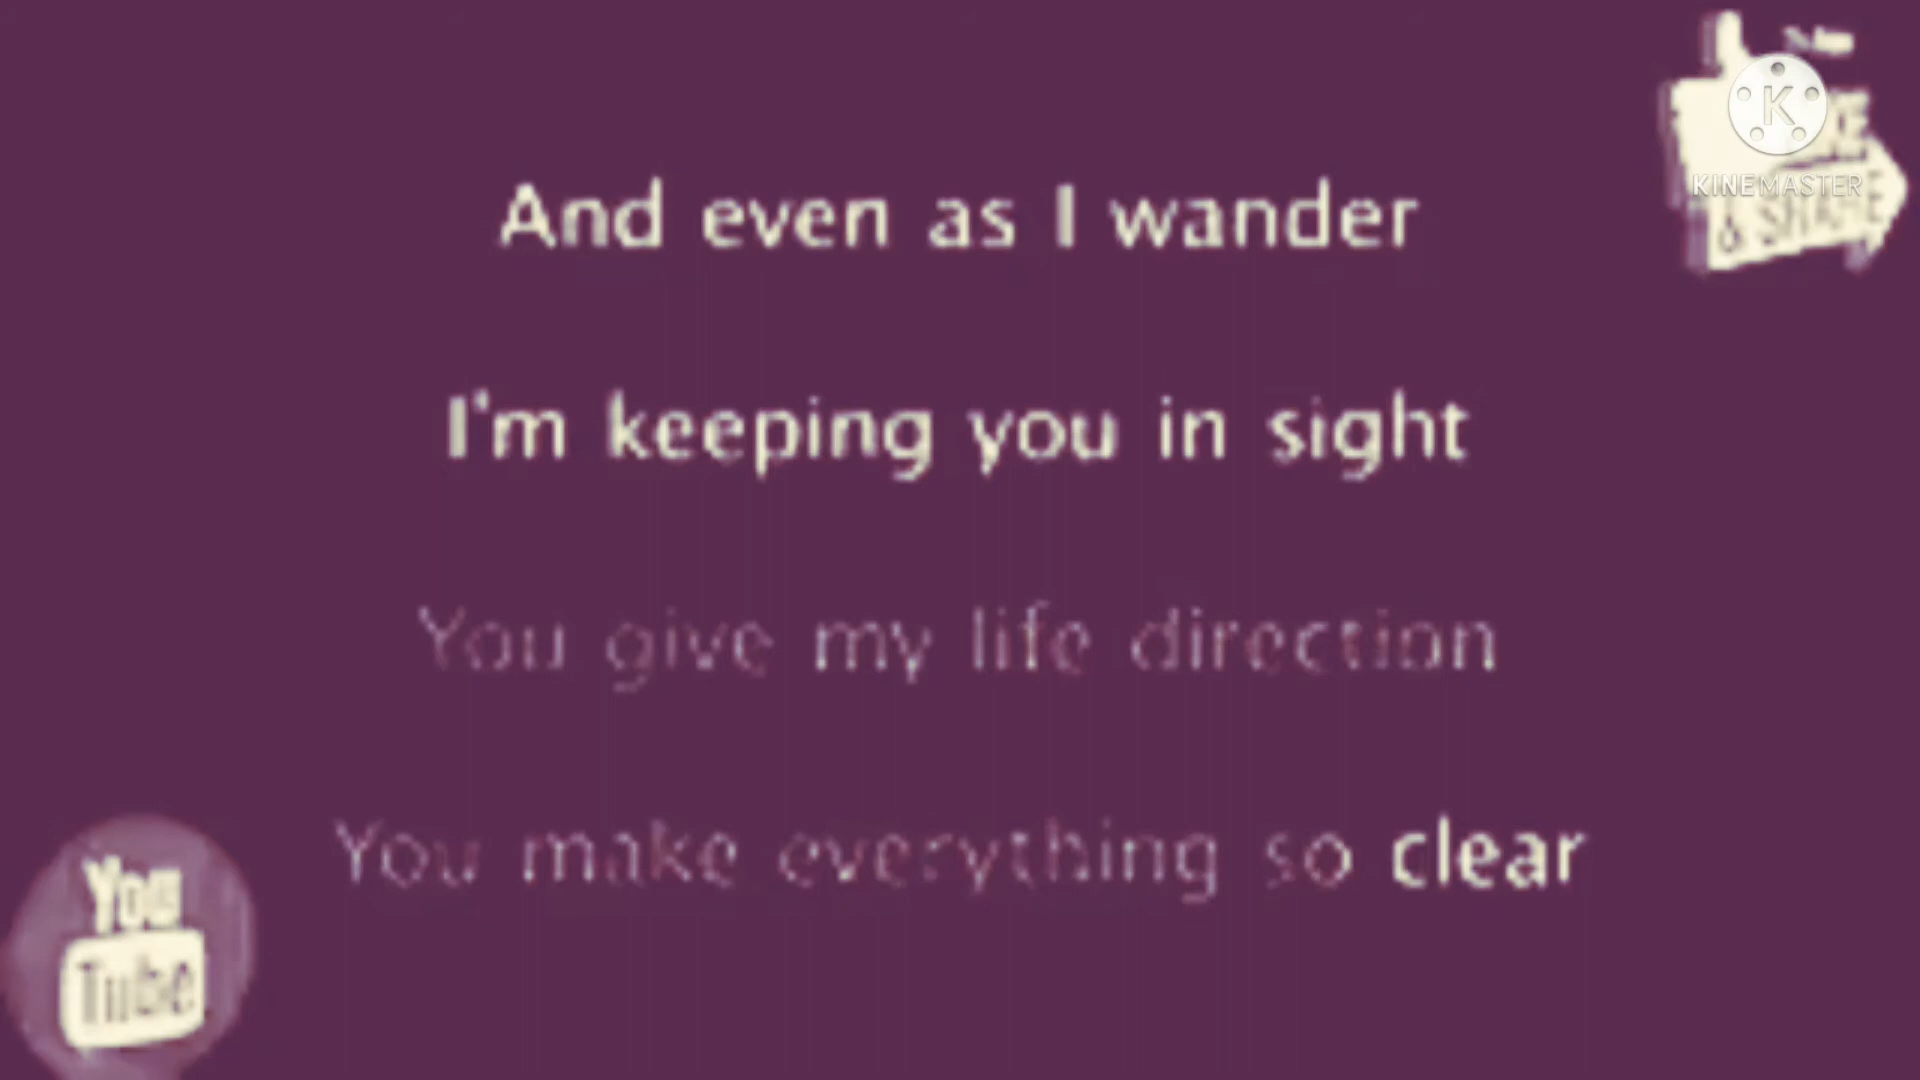 And even as I wander
I'm keeping you in sight
You give my life direction
You make everything so clear
KINEMASTER
K
& SHARE
You
Tube